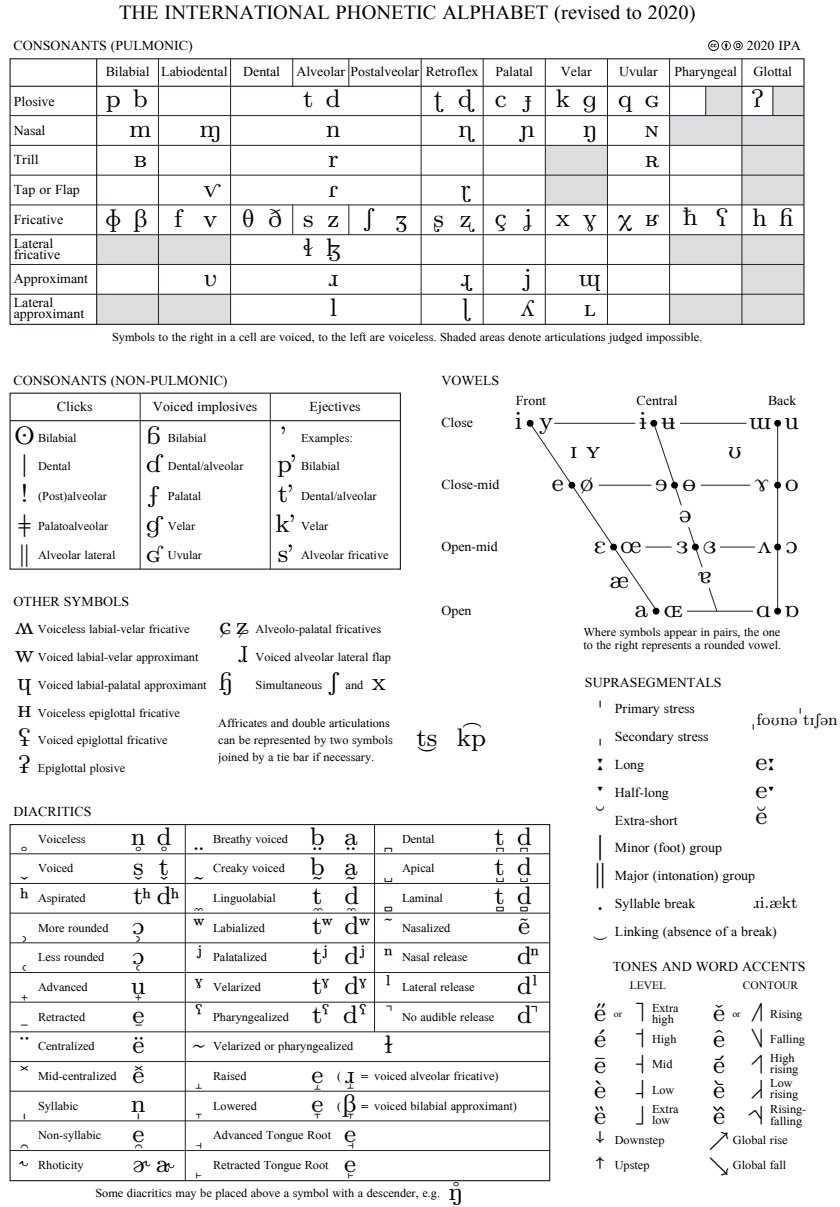 THE INTERNATIONAL PHONETIC ALPHABET (revised to 2020)
CONSONANTS (PULMONIC) 🅭🅯🄎 2020 IPA
Bilabial Labiodental Dental Alveolar Postalveolar Retroflex Palatal Velar Uvular Pharyngeal Glottal
Plosive p b t d ʈ ɖ c ɟ k ɡ q ɢ ʔ
Nasal m ɱ n ɳ ɲ ŋ ɴ
Trill ʙ r ʀ
Tap or Flap ⱱ ɾ ɽ
Fricative ɸ β f v θ ð s z ʃ ʒ ʂ ʐ ç ʝ x ɣ χ ʁ ħ ʕ h ɦ
Lateral fricative ɬ ɮ
Approximant ʋ ɹ ɻ j ɰ
Lateral approximant l ɭ ʎ ʟ
Symbols to the right in a cell are voiced, to the left are voiceless. Shaded areas denote articulations judged impossible.
CONSONANTS (NON-PULMONIC)
Clicks Voiced implosives Ejectives
ʘ Bilabial ɓ Bilabial ʼ Examples:
ǀ Dental ɗ Dental/alveolar pʼ Bilabial
ǃ (Post)alveolar ʄ Palatal tʼ Dental/alveolar
ǂ Palatoalveolar ɠ Velar kʼ Velar
ǁ Alveolar lateral ʛ Uvular sʼ Alveolar fricative
VOWELS
Front Central Back
Close i y ɨ ʉ ɯ u
ɪ ʏ ʊ
Close-mid e ø ɘ ɵ ɤ o
ə
Open-mid ɛ œ ɜ ɞ ʌ ɔ
æ ɐ
Open a ɶ ɑ ɒ
Where symbols appear in pairs, the one
to the right represents a rounded vowel.
OTHER SYMBOLS
ʍ Voiceless labial-velar fricative ɕ ʑ Alveolo-palatal fricatives
w Voiced labial-velar approximant ɺ Voiced alveolar lateral flap
ɥ Voiced labial-palatal approximant ɧ Simultaneous ʃ and x
ʜ Voiceless epiglottal fricative
ʢ Voiced epiglottal fricative
ʡ Epiglottal plosive
Affricates and double articulations
can be represented by two symbols
joined by a tie bar if necessary.
t͜s k͡p
SUPRASEGMENTALS
ˈ Primary stress ˌfoʊnəˈtɪʃən
ˌ Secondary stress
ː Long eː
ˑ Half-long eˑ
˘ Extra-short ĕ
| Minor (foot) group
‖ Major (intonation) group
. Syllable break ɹi.ækt
‿ Linking (absence of a break)
DIACRITICS
̥ Voiceless n̥ d̥ ̤ Breathy voiced b̤ a̤ ̪ Dental t̪ d̪
̬ Voiced s̬ t̬ ̰ Creaky voiced b̰ a̰ ̺ Apical t̺ d̺
ʰ Aspirated tʰ dʰ ̼ Linguolabial t̼ d̼ ̻ Laminal t̻ d̻
̹ More rounded ɔ̹ ʷ Labialized tʷ dʷ ̃ Nasalized ẽ
̜ Less rounded ɔ̜ ʲ Palatalized tʲ dʲ ⁿ Nasal release dⁿ
̟ Advanced u̟ ˠ Velarized tˠ dˠ ˡ Lateral release dˡ
̠ Retracted e̠ ˤ Pharyngealized tˤ dˤ ̚ No audible release d̚
̈ Centralized ë ~ Velarized or pharyngealized ɫ
̽ Mid-centralized e̽ ̝ Raised e̝ (ɹ̝ = voiced alveolar fricative)
̩ Syllabic n̩ ̞ Lowered e̞ (β̞ = voiced bilabial approximant)
̯ Non-syllabic e̯ ̘ Advanced Tongue Root e̘
˞ Rhoticity ɚ a˞ ̙ Retracted Tongue Root e̙
Some diacritics may be placed above a symbol with a descender, e.g. ŋ̊
TONES AND WORD ACCENTS
LEVEL CONTOUR
e̋ or ˥ Extra high ě or ˩˥ Rising
é ˦ High ê ˥˩ Falling
ē ˧ Mid e᷄ ˦˥ High rising
è ˨ Low e᷅ ˩˨ Low rising
ȅ ˩ Extra low e᷈ ˧˦˧ Rising-falling
ꜜ Downstep ↗ Global rise
ꜛ Upstep ↘ Global fall